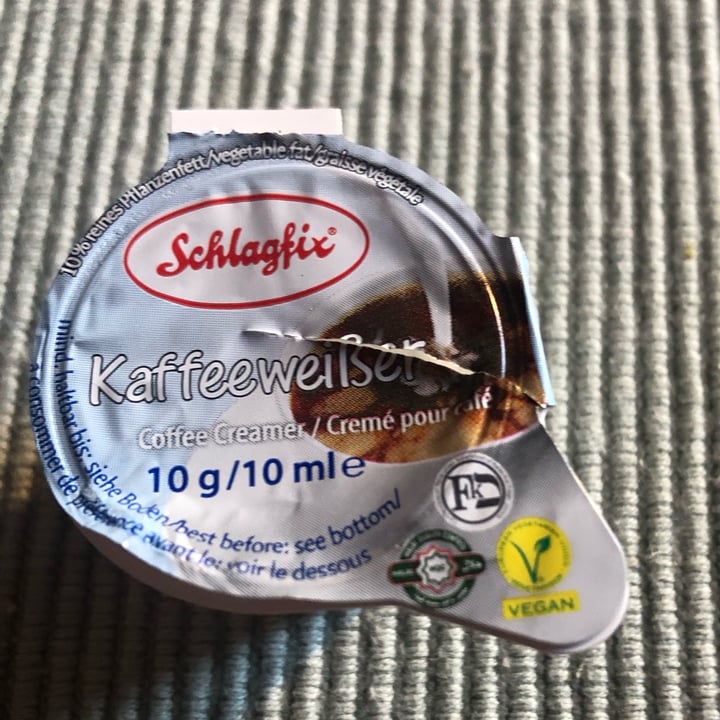 10% reines Pflanzenfett/vegetable fat/graisse végétale
Schlagfix®
Kaffeeweißer
Coffee Creamer / Cremé pour café
10 g/10 ml e
mind. haltbar bis: siehe Boden/best before: see bottom/
à consommer de préférence avant le: voir le dessous
VEGAN